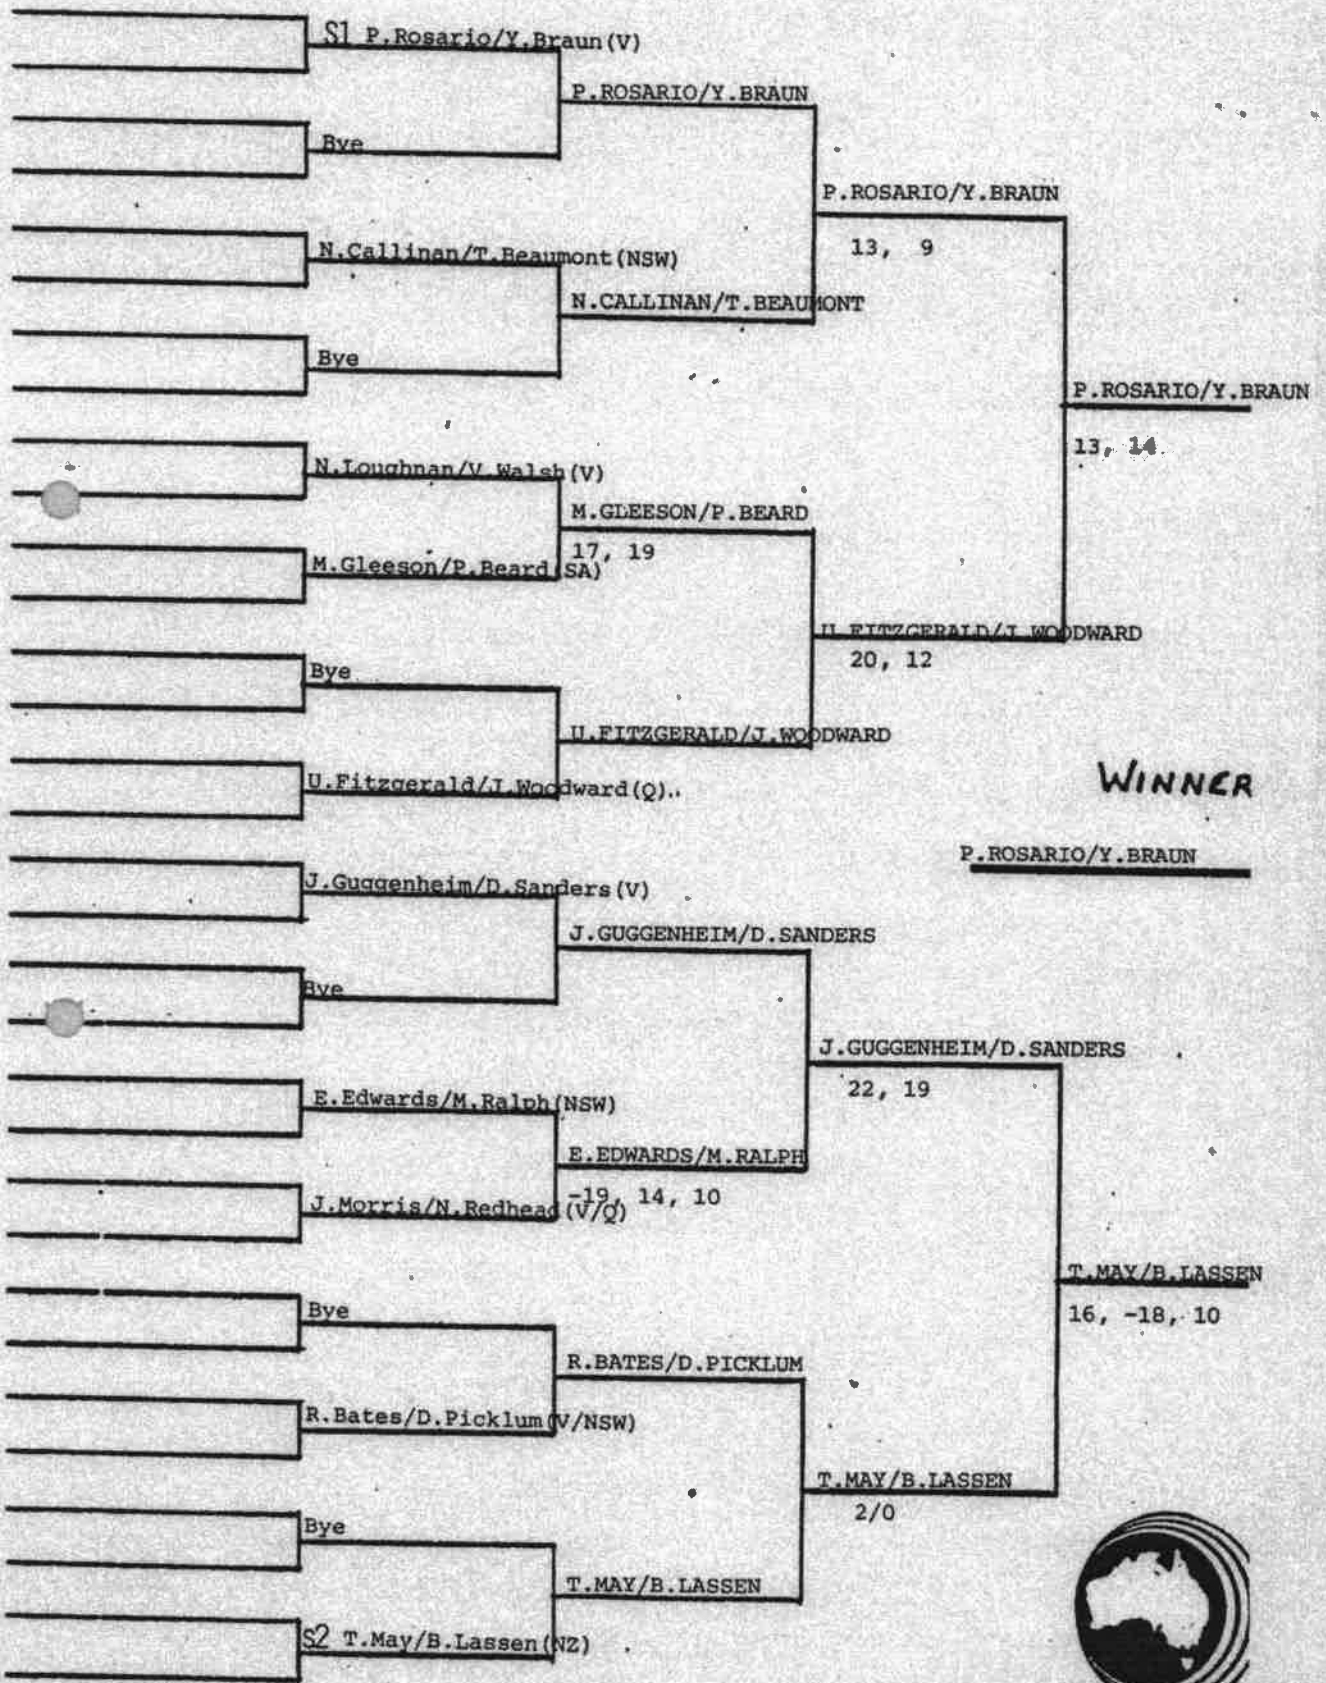 S1 P.Rosario/Y.Braun(V)
P.ROSARIO/Y.BRAUN
Bye
P.ROSARIO/Y.BRAUN
13, 9
N.Callinan/T.Beaumont(NSW)
N.CALLINAN/T.BEAUMONT
Bye
P.ROSARIO/Y.BRAUN
13, 14
N.Loughnan/V.Walsh(V)
M.GLEESON/P.BEARD
17, 19
M.Gleeson/P.Beard(SA)
U.FITZGERALD/J.WOODWARD
20, 12
Bye
U.FITZGERALD/J.WOODWARD
U.Fitzgerald/J.Woodward(Q)..
WINNER
P.ROSARIO/Y.BRAUN
J.Guggenheim/D.Sanders(V)
J.GUGGENHEIM/D.SANDERS
Bye
J.GUGGENHEIM/D.SANDERS
22, 19
E.Edwards/M.Ralph(NSW)
E.EDWARDS/M.RALPH
-19, 14, 10
J.Morris/N.Redhead(V/Q)
T.MAY/B.LASSEN
16, -18, 10
Bye
R.BATES/D.PICKLUM
R.Bates/D.Picklum(V/NSW)
T.MAY/B.LASSEN
2/0
Bye
T.MAY/B.LASSEN
S2 T.May/B.Lassen(NZ)